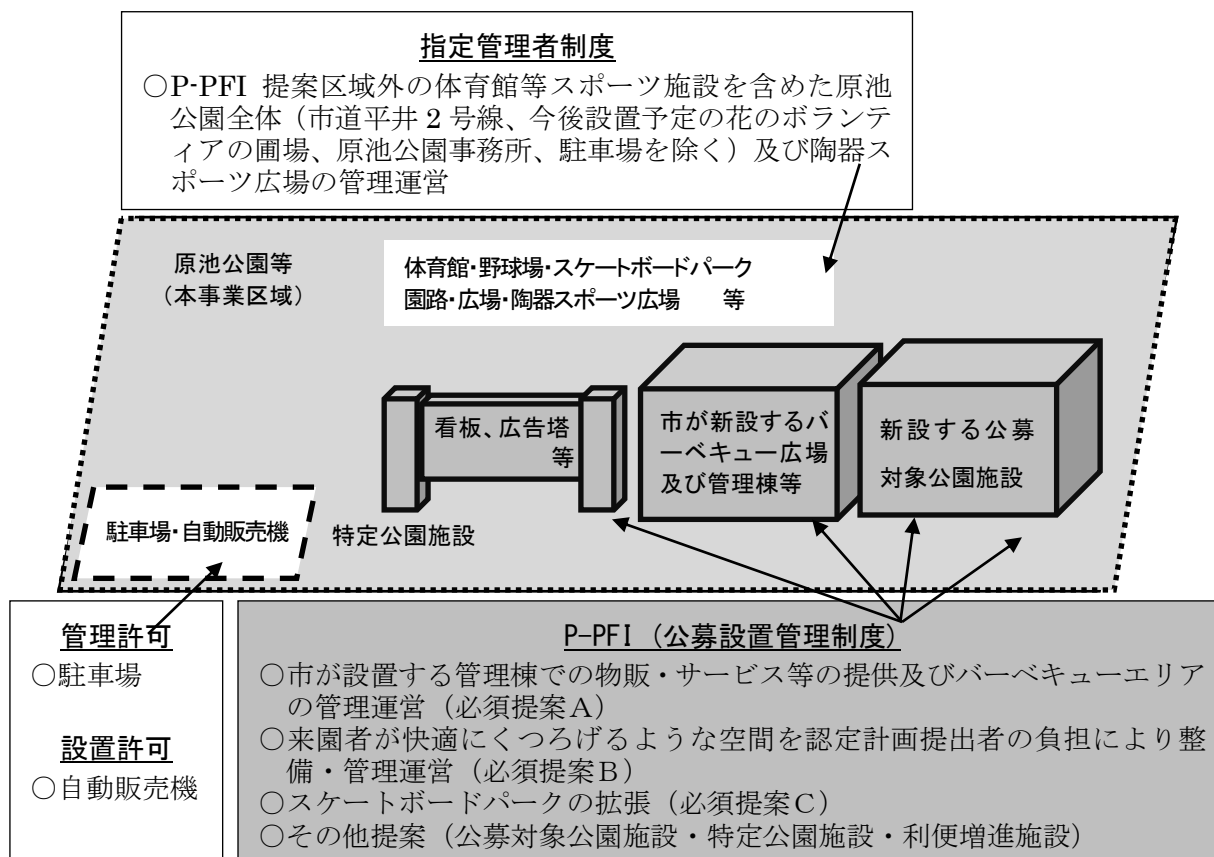 指定管理者制度
○P-PFI 提案区域外の体育館等スポーツ施設を含めた原池
公園全体（市道平井 2 号線、今後設置予定の花のボランテ
ィアの圃場、原池公園事務所、駐車場を除く）及び陶器ス
ポーツ広場の管理運営
原池公園等
（本事業区域）
体育館・野球場・スケートボードパーク
園路・広場・陶器スポーツ広場　等
看板、広告塔
等
市が新設するバ
ーベキュー広場
及び管理棟等
新設する公募
対象公園施設
駐車場・自動販売機
特定公園施設
管理許可
○駐車場
設置許可
○自動販売機
P-PFI（公募設置管理制度）
○市が設置する管理棟での物販・サービス等の提供及びバーベキューエリア
の管理運営（必須提案A）
○来園者が快適にくつろげるような空間を認定計画提出者の負担により整
備・管理運営（必須提案B）
○スケートボードパークの拡張（必須提案C）
○その他提案（公募対象公園施設・特定公園施設・利便増進施設）